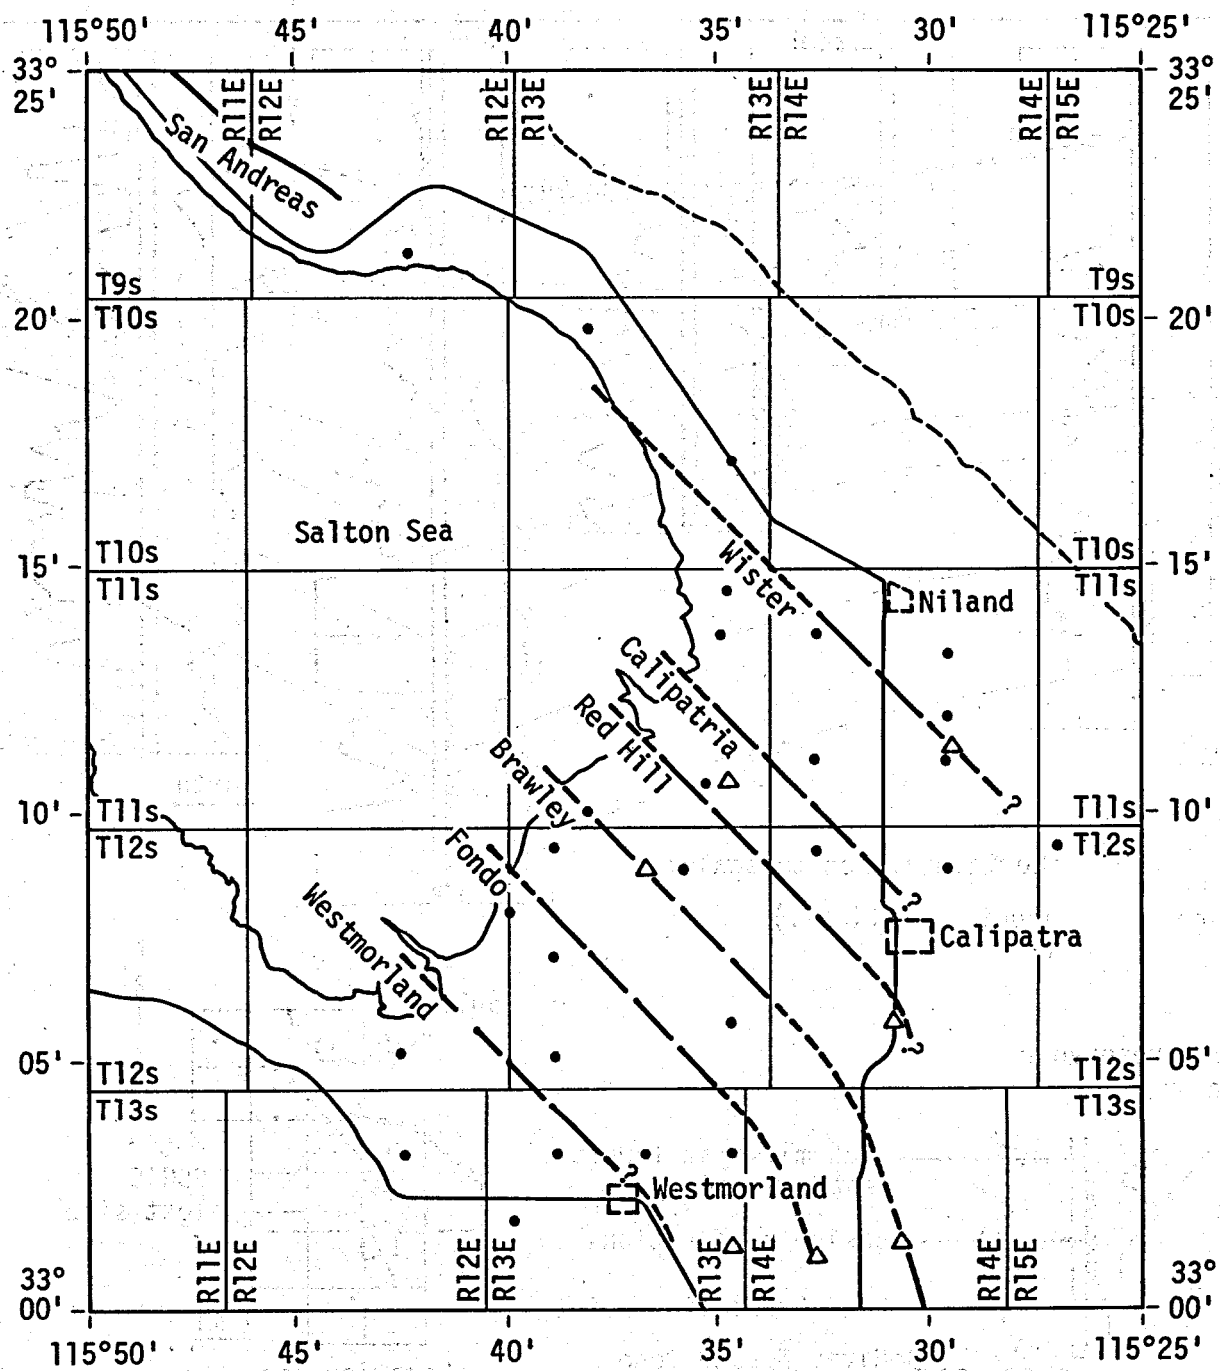 115°50' 45' 40' 35' 30' 115°25'
33° 33°
25' 25'
R11E R12E R12E R13E R13E R14E R14E R15E
San Andreas
T9s T9s
20' T10s T10s 20'
Salton Sea
T10s T10s
15' 15'
T11s T11s
Wister
Niland
Calipatria
Red Hill
Brawley
?
T11s T11s
10' 10'
T12s T12s
Fondo
Westmorland
?
Calipatra
?
05' 05'
T12s T12s
T13s T13s
?
Westmorland
R11E R12E R12E R13E R13E R14E R14E R15E
33° 33°
00' 00'
115°50' 45' 40' 35' 30' 115°25'